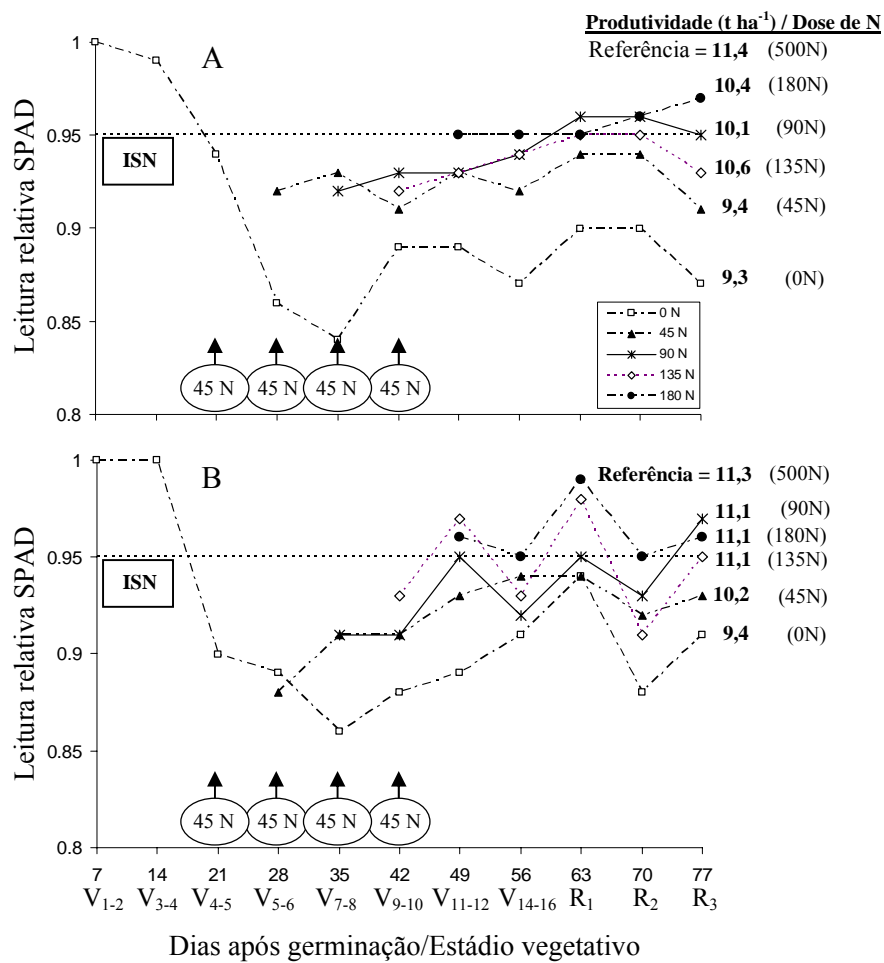 Produtividade (t ha⁻¹) / Dose de N
Referência = 11,4 (500N)
A
10,4 (180N)
10,1 (90N)
10,6 (135N)
9,4 (45N)
9,3 (0N)
Leitura relativa SPAD
1
0.95
0.9
0.85
0.8
ISN
0 N
45 N
90 N
135 N
180 N
45 N 45 N 45 N 45 N
B
Referência = 11,3 (500N)
11,1 (90N)
11,1 (180N)
11,1 (135N)
10,2 (45N)
9,4 (0N)
Leitura relativa SPAD
1
0.95
0.9
0.85
0.8
ISN
45 N 45 N 45 N 45 N
7 14 21 28 35 42 49 56 63 70 77
V₁₋₂ V₃₋₄ V₄₋₅ V₅₋₆ V₇₋₈ V₉₋₁₀ V₁₁₋₁₂ V₁₄₋₁₆ R₁ R₂ R₃
Dias após germinação/Estádio vegetativo